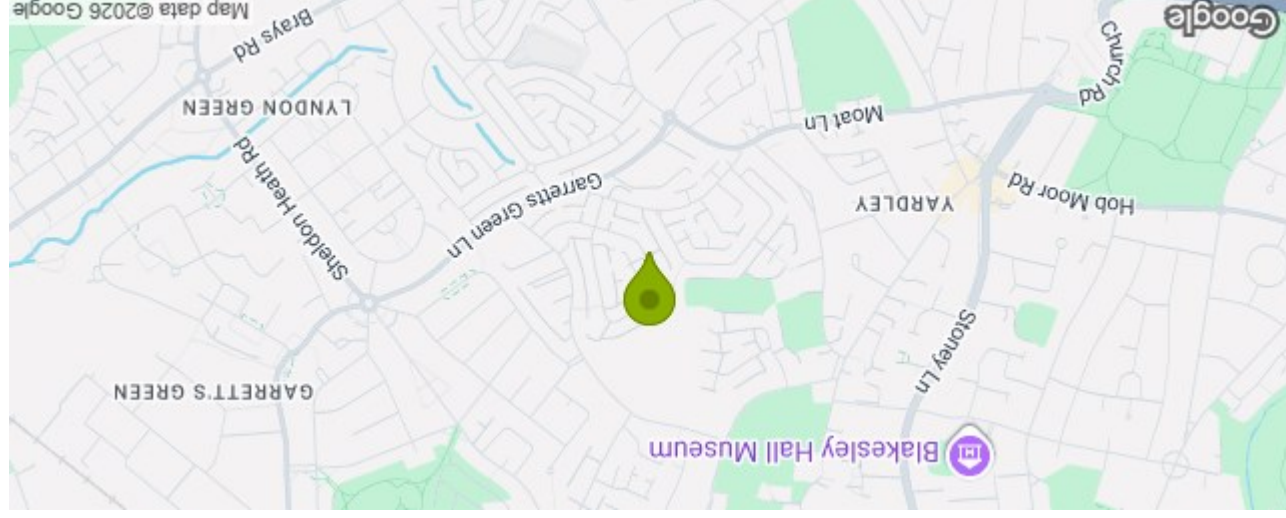 Blakesley Hall Museum
GARRETT'S GREEN
Stoney Ln
Sheldon Heath Rd
Garretts Green Ln
Hob Moor Rd
YARDLEY
Moat Ln
LYNDON GREEN
Church Rd
Brays Rd
Google
Map data ©2026 Google